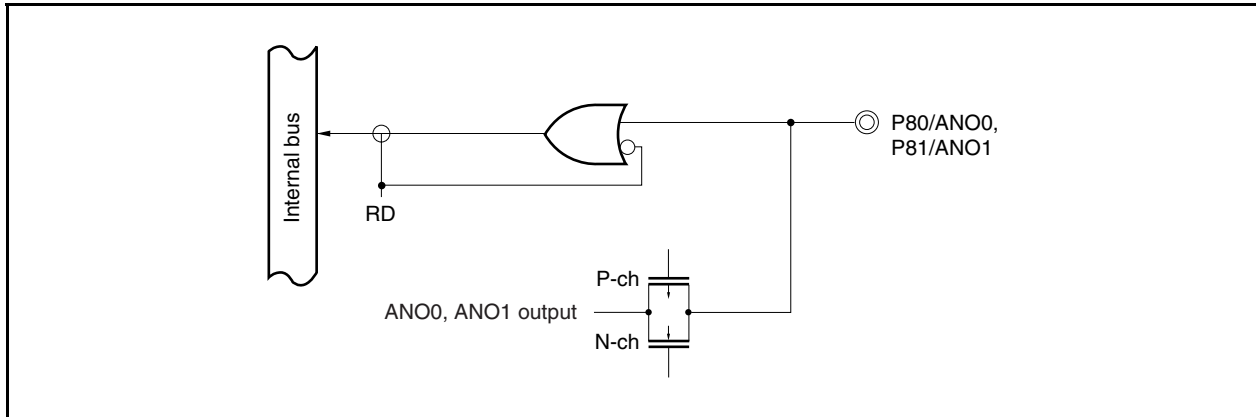 Internal bus
P80/ANO0,
P81/ANO1
RD
P-ch
ANO0, ANO1 output
N-ch